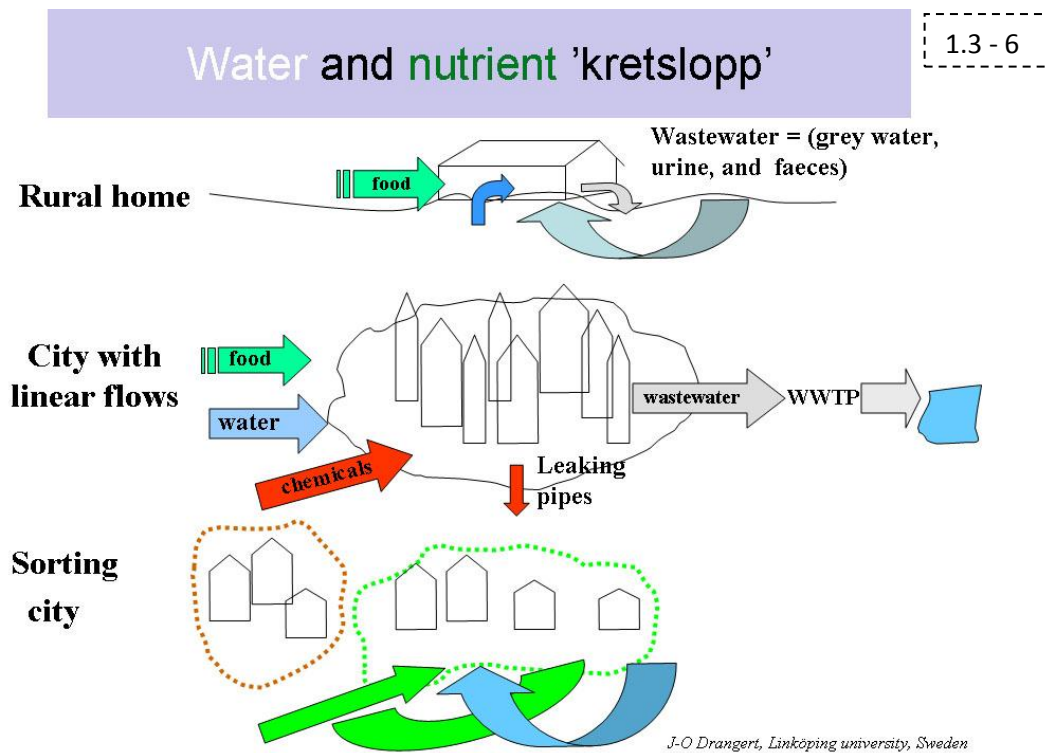 Water and nutrient ’kretslopp’
1.3 - 6
Wastewater = (grey water,
urine, and faeces)
food
Rural home
City with
linear flows
food
water
chemicals
wastewater
WWTP
Leaking
pipes
Sorting
city
J-O Drangert, Linköping university, Sweden